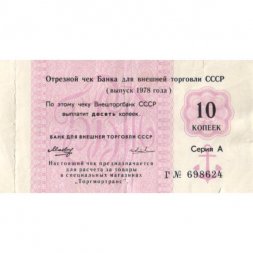 Отрезной чек Банка для внешней торговли СССР
( выпуск 1978 года )
По этому чеку Внешторгбанк СССР
выплатит десять копеек.
10
КОПЕЕК
БАНК ДЛЯ ВНЕШНЕЙ ТОРГОВЛИ СССР
Серия А
Настоящий чек предназначается
для расчета за товары
в специальных магазинах
"Торгмортранс"
Г № 698624